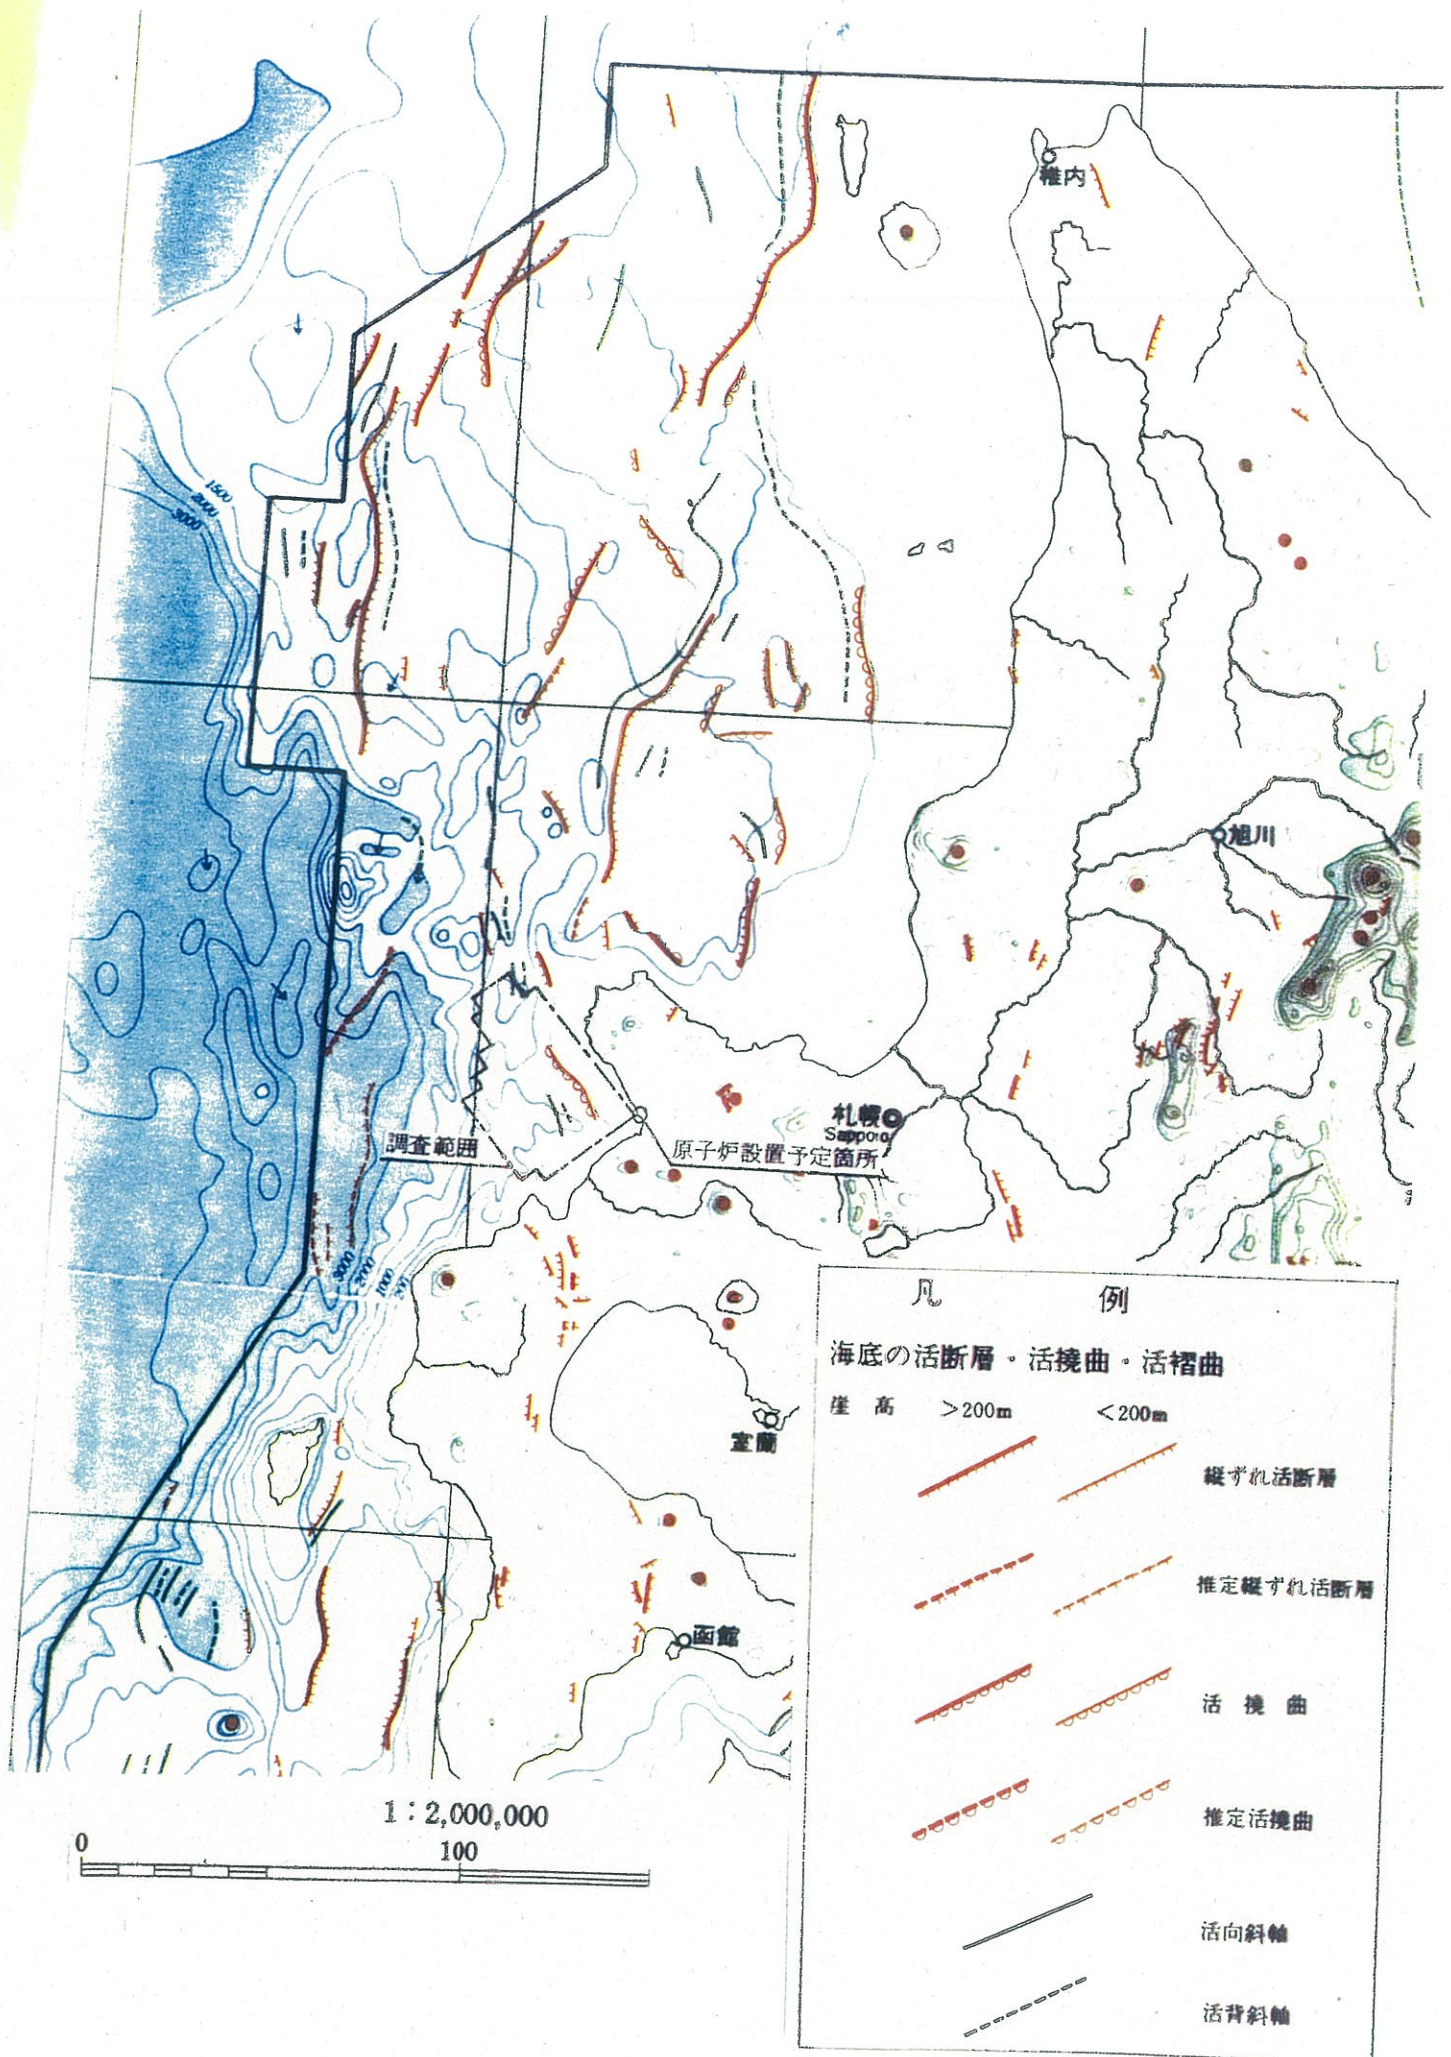 稚内
1500
2000
3000
旭川
札幌
Sapporo
調査範囲
原子炉設置予定箇所
3000
2000
1000
200
室蘭
函館
凡 例
海底の活断層・活撓曲・活褶曲
崖高 >200m <200m
縦ずれ活断層
推定縦ずれ活断層
活撓曲
推定活撓曲
活向斜軸
活背斜軸
1:2,000,000
0 100